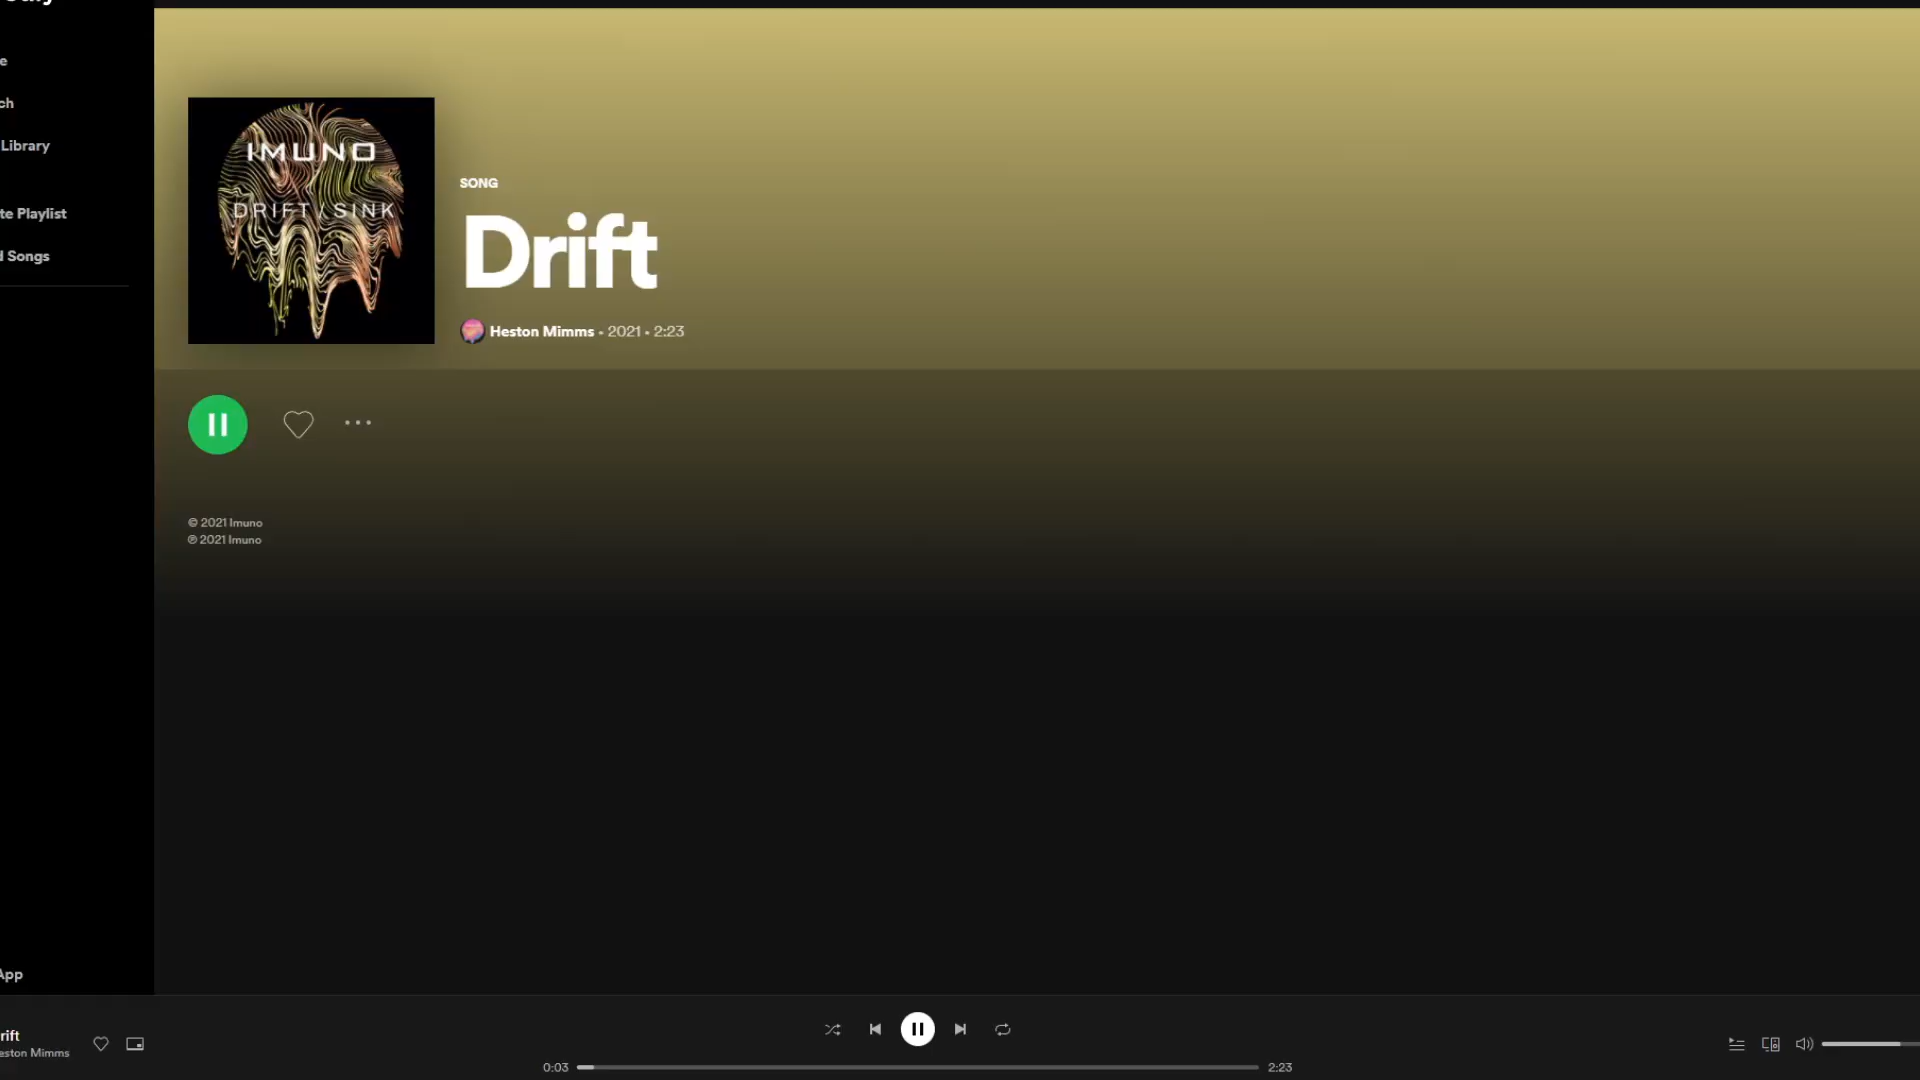 e
ch
Library
te Playlist
d Songs
IMUNO
DRIFT / SINK
SONG
Drift
Heston Mimms • 2021 • 2:23
© 2021 Imuno
℗ 2021 Imuno
App
rift
eston Mimms
0:03
2:23